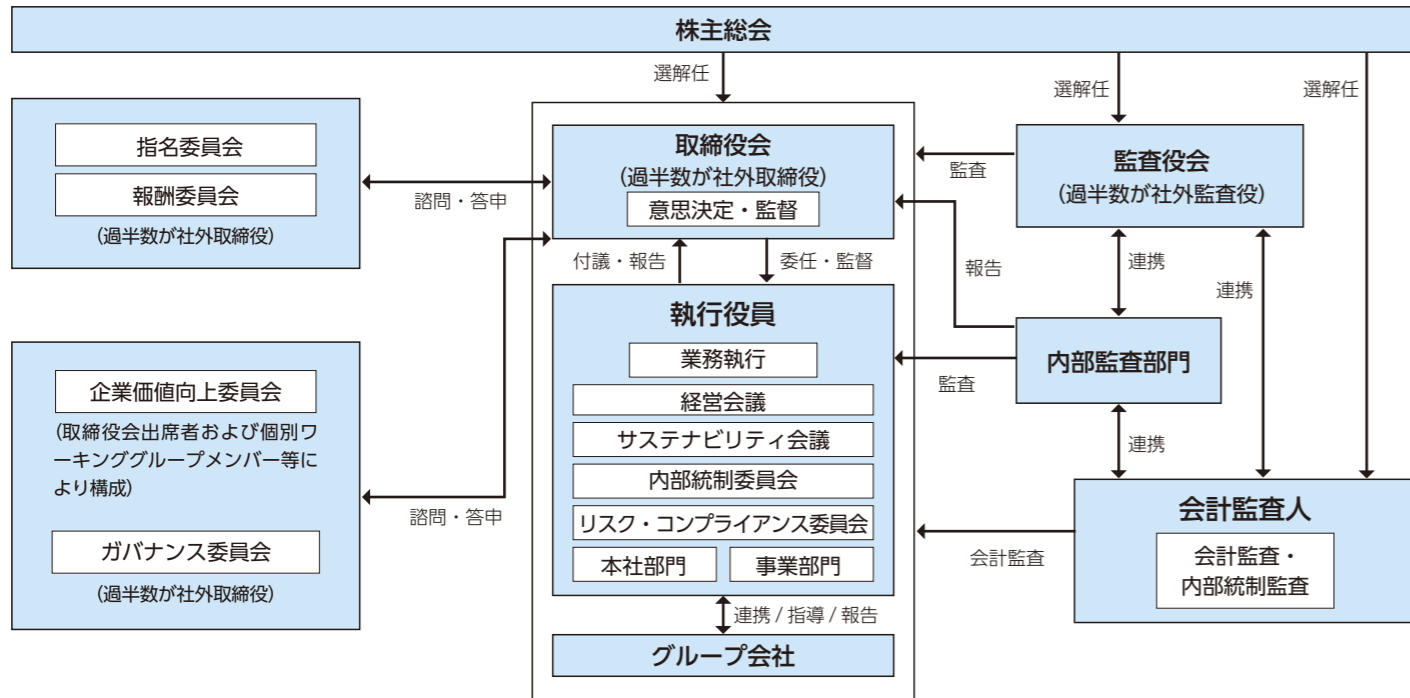 株主総会
選解任
選解任
選解任
指名委員会
報酬委員会
(過半数が社外取締役)
諮問・答申
取締役会
(過半数が社外取締役)
意思決定・監督
監査
監査役会
(過半数が社外監査役)
付議・報告
委任・監督
報告
連携
連携
執行役員
業務執行
経営会議
サステナビリティ会議
内部統制委員会
リスク・コンプライアンス委員会
本社部門
事業部門
監査
内部監査部門
連携
企業価値向上委員会
(取締役会出席者および個別ワ
ーキンググループメンバー等に
より構成)
諮問・答申
ガバナンス委員会
(過半数が社外取締役)
会計監査
会計監査人
会計監査・
内部統制監査
連携 / 指導 / 報告
グループ会社